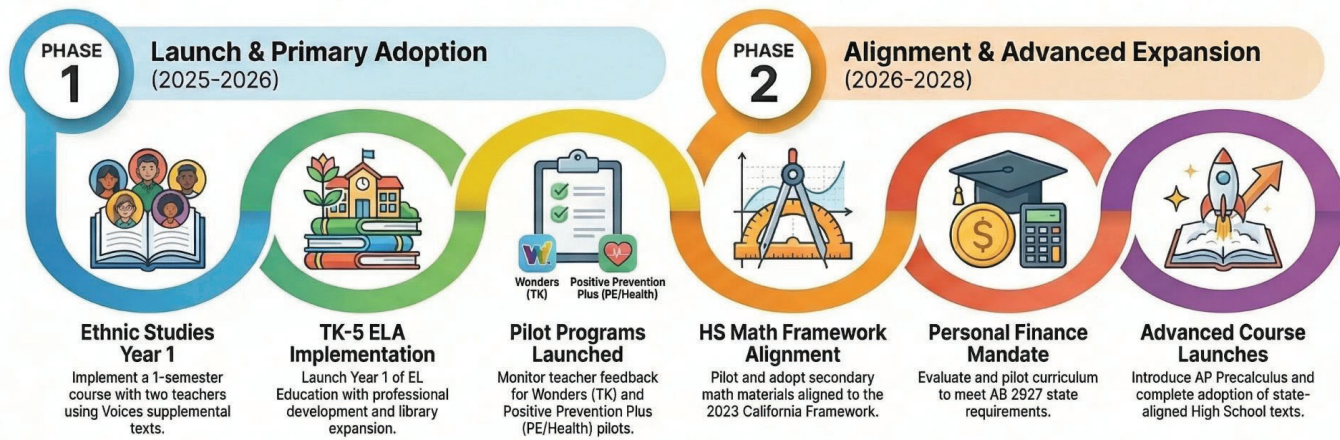 PHASE
1
Launch & Primary Adoption
(2025-2026)
PHASE
2
Alignment & Advanced Expansion
(2026-2028)
W
Wonders
(TK)
Positive Prevention
Plus (PE/Health)
$
Ethnic Studies
Year 1
Implement a 1-semester
course with two teachers
using Voices supplemental
texts.
TK-5 ELA
Implementation
Launch Year 1 of EL
Education with professional
development and library
expansion.
Pilot Programs
Launched
Monitor teacher feedback
for Wonders (TK) and
Positive Prevention Plus
(PE/Health) pilots.
HS Math Framework
Alignment
Pilot and adopt secondary
math materials aligned to the
2023 California Framework.
Personal Finance
Mandate
Evaluate and pilot curriculum
to meet AB 2927 state
requirements.
Advanced Course
Launches
Introduce AP Precalculus and
complete adoption of state-
aligned High School texts.